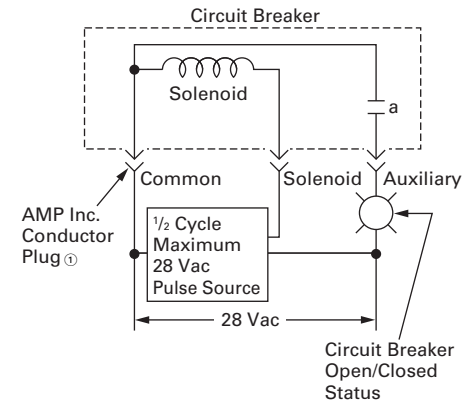 Circuit Breaker
Solenoid
a
Common
Solenoid
Auxiliary
AMP Inc.
Conductor
Plug ①
1/2 Cycle
Maximum
28 Vac
Pulse Source
28 Vac
Circuit Breaker
Open/Closed
Status